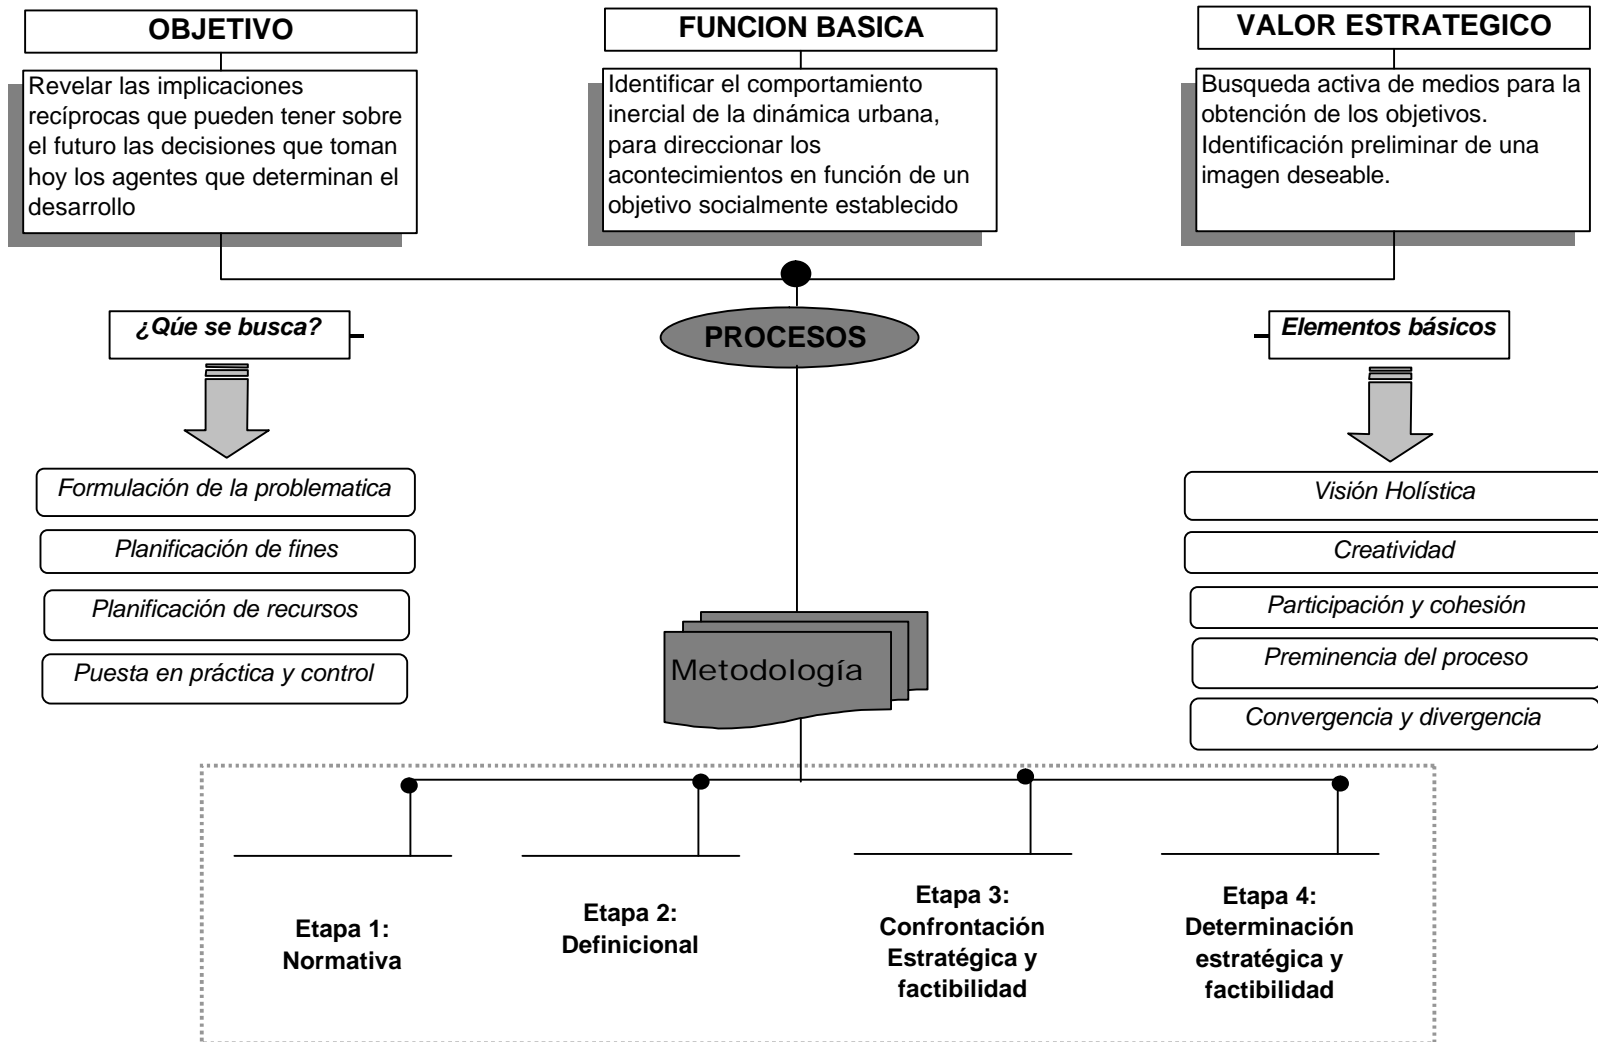 OBJETIVO
Revelar las implicaciones
recíprocas que pueden tener sobre
el futuro las decisiones que toman
hoy los agentes que determinan el
desarrollo
FUNCION BASICA
Identificar el comportamiento
inercial de la dinámica urbana,
para direccionar los
acontecimientos en función de un
objetivo socialmente establecido
VALOR ESTRATEGICO
Busqueda activa de medios para la
obtención de los objetivos.
Identificación preliminar de una
imagen deseable.
¿Qúe se busca?
Formulación de la problematica
Planificación de fines
Planificación de recursos
Puesta en práctica y control
PROCESOS
Metodología
Elementos básicos
Visión Holística
Creatividad
Participación y cohesión
Preminencia del proceso
Convergencia y divergencia
Etapa 1:
Normativa
Etapa 2:
Definicional
Etapa 3:
Confrontación
Estratégica y
factibilidad
Etapa 4:
Determinación
estratégica y
factibilidad